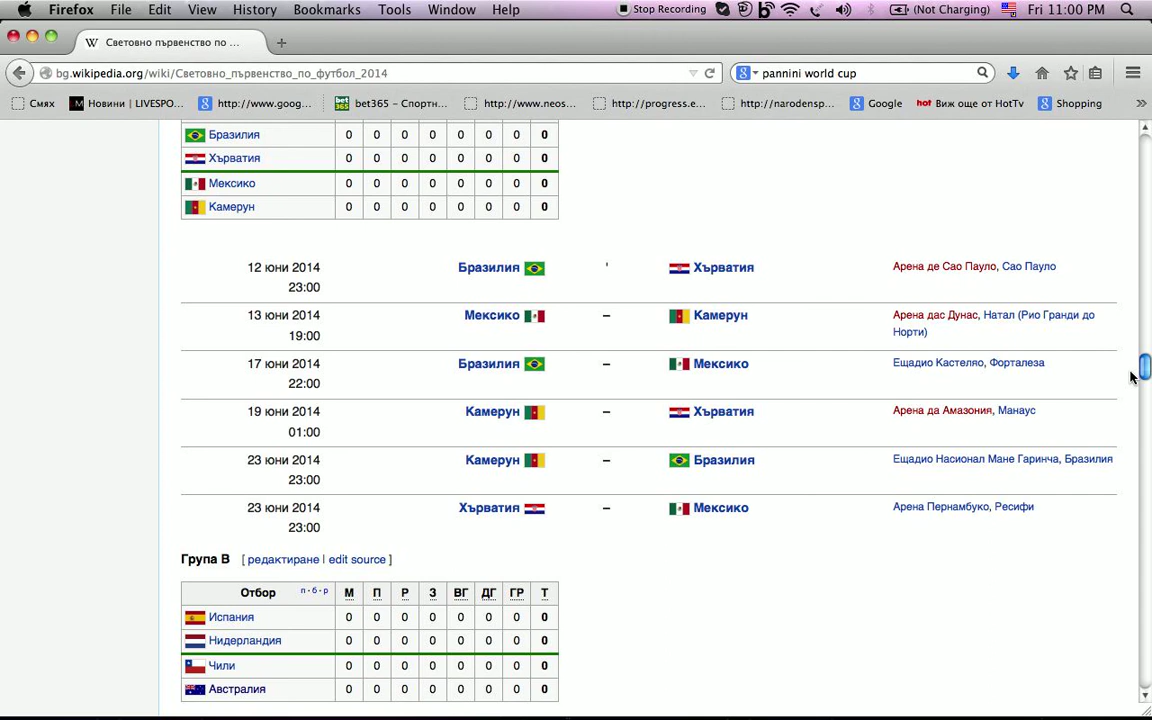 Firefox File Edit View History Bookmarks Tools Window Help Stop Recording (Not Charging) Fri 11:00 PM
Световно първенство по ...
bg.wikipedia.org/wiki/Световно_първенство_по_футбол_2014 pannini world cup
Смях Новини | LIVESPO... http://www.goog... bet365 – Спортн... http://www.neos... http://progress.e... http://narodensp... Google Виж още от HotTv Shopping »
Бразилия 0 0 0 0 0 0 0 0
Хърватия 0 0 0 0 0 0 0 0
Мексико 0 0 0 0 0 0 0 0
Камерун 0 0 0 0 0 0 0 0
12 юни 2014 Бразилия ' Хърватия Арена де Сао Пауло, Сао Пауло
23:00
13 юни 2014 Мексико – Камерун Арена дас Дунас, Натал (Рио Гранди до
19:00 Норти)
17 юни 2014 Бразилия – Мексико Ещадио Кастеляо, Форталеза
22:00
19 юни 2014 Камерун – Хърватия Арена да Амазония, Манаус
01:00
23 юни 2014 Камерун – Бразилия Ещадио Насионал Мане Гаринча, Бразилия
23:00
23 юни 2014 Хърватия – Мексико Арена Пернамбуко, Ресифи
23:00
Група B [ редактиране | edit source ]
Отбор п · б · р М П Р З ВГ ДГ ГР Т
Испания 0 0 0 0 0 0 0 0
Нидерландия 0 0 0 0 0 0 0 0
Чили 0 0 0 0 0 0 0 0
Австралия 0 0 0 0 0 0 0 0